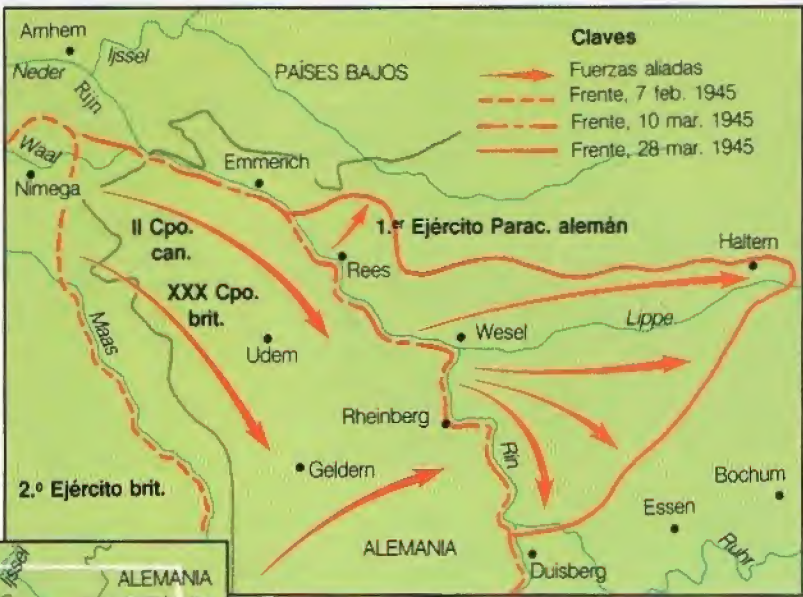 Arnhem
Ijssel
Neder
Rijn
PAÍSES BAJOS
Claves
Fuerzas aliadas
Frente, 7 feb. 1945
Frente, 10 mar. 1945
Frente, 28 mar. 1945
Waal
Nimega
Emmerich
II Cpo.
can.
1.er Ejército Parac. alemán
Rees
Haltern
XXX Cpo.
brit.
Maas
Udem
Wesel
Lippe
Rheinberg
Rin
Geldern
2.º Ejército brit.
Bochum
Essen
ALEMANIA
Ruhr
Duisberg
Ijssel
ALEMANIA